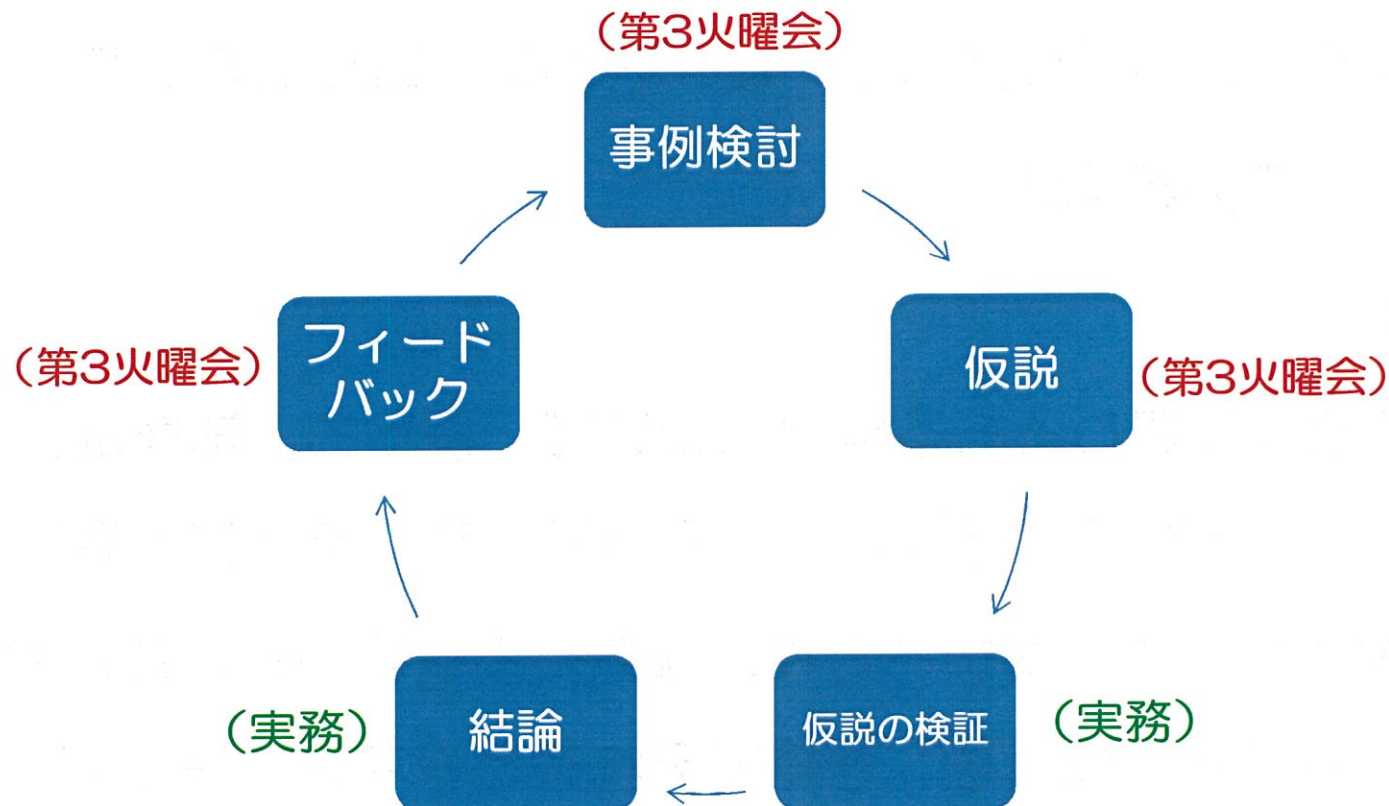 （第3火曜会）
事例検討
仮説
（第3火曜会）
仮説の検証
（実務）
結論
（実務）
フィード
バック
（第3火曜会）